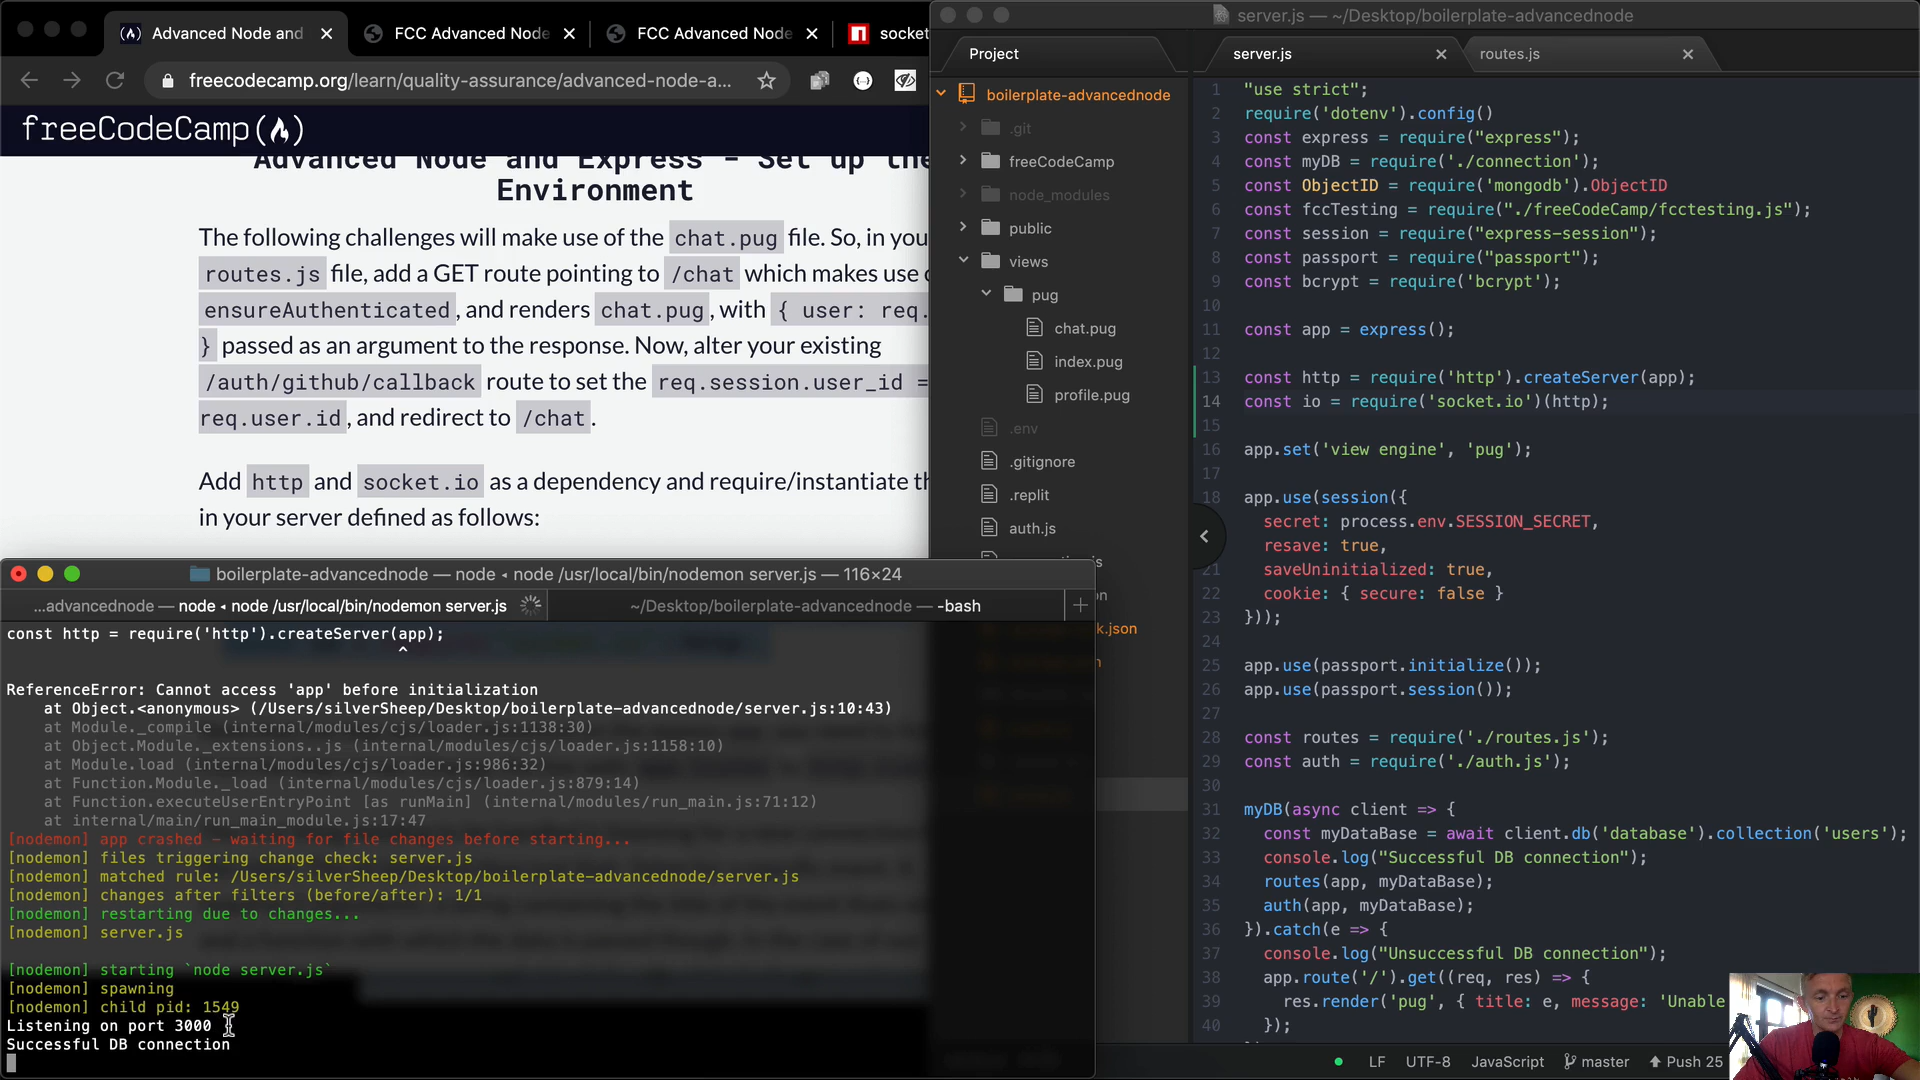 Advanced Node and
FCC Advanced Node
FCC Advanced Node
socket
freecodecamp.org/learn/quality-assurance/advanced-node-a...
freeCodeCamp
Advanced Node and Express - Set up the
Environment
The following challenges will make use of the chat.pug file. So, in you
routes.js file, add a GET route pointing to /chat which makes use
ensureAuthenticated, and renders chat.pug, with { user: req.
} passed as an argument to the response. Now, alter your existing
/auth/github/callback route to set the req.session.user_id =
req.user.id, and redirect to /chat.
Add http and socket.io as a dependency and require/instantiate th
in your server defined as follows:
boilerplate-advancednode — node ◂ node /usr/local/bin/nodemon server.js — 116×24
...advancednode — node ◂ node /usr/local/bin/nodemon server.js
~/Desktop/boilerplate-advancednode — -bash
const http = require('http').createServer(app);
^
ReferenceError: Cannot access 'app' before initialization
at Object.<anonymous> (/Users/silverSheep/Desktop/boilerplate-advancednode/server.js:10:43)
at Module._compile (internal/modules/cjs/loader.js:1138:30)
at Object.Module._extensions..js (internal/modules/cjs/loader.js:1158:10)
at Module.load (internal/modules/cjs/loader.js:986:32)
at Function.Module._load (internal/modules/cjs/loader.js:879:14)
at Function.executeUserEntryPoint [as runMain] (internal/modules/run_main.js:71:12)
at internal/main/run_main_module.js:17:47
[nodemon] app crashed - waiting for file changes before starting...
[nodemon] files triggering change check: server.js
[nodemon] matched rule: /Users/silverSheep/Desktop/boilerplate-advancednode/server.js
[nodemon] changes after filters (before/after): 1/1
[nodemon] restarting due to changes...
[nodemon] server.js
[nodemon] starting `node server.js`
[nodemon] spawning
[nodemon] child pid: 1549
Listening on port 3000
Successful DB connection
server.js — ~/Desktop/boilerplate-advancednode
Project
server.js
routes.js
boilerplate-advancednode
.git
freeCodeCamp
node_modules
public
views
pug
chat.pug
index.pug
profile.pug
.env
.gitignore
.replit
auth.js
k.json
1 "use strict";
2 require('dotenv').config()
3 const express = require("express");
4 const myDB = require('./connection');
5 const ObjectID = require('mongodb').ObjectID
6 const fccTesting = require("./freeCodeCamp/fcctesting.js");
7 const session = require("express-session");
8 const passport = require("passport");
9 const bcrypt = require('bcrypt');
10
11 const app = express();
12
13 const http = require('http').createServer(app);
14 const io = require('socket.io')(http);
15
16 app.set('view engine', 'pug');
17
18 app.use(session({
secret: process.env.SESSION_SECRET,
resave: true,
21 saveUninitialized: true,
22 cookie: { secure: false }
23 }));
24
25 app.use(passport.initialize());
26 app.use(passport.session());
27
28 const routes = require('./routes.js');
29 const auth = require('./auth.js');
30
31 myDB(async client => {
32 const myDataBase = await client.db('database').collection('users');
33 console.log("Successful DB connection");
34 routes(app, myDataBase);
35 auth(app, myDataBase);
36 }).catch(e => {
37 console.log("Unsuccessful DB connection");
38 app.route('/').get((req, res) => {
39 res.render('pug', { title: e, message: 'Unable
40 });
LF UTF-8 JavaScript master Push 25